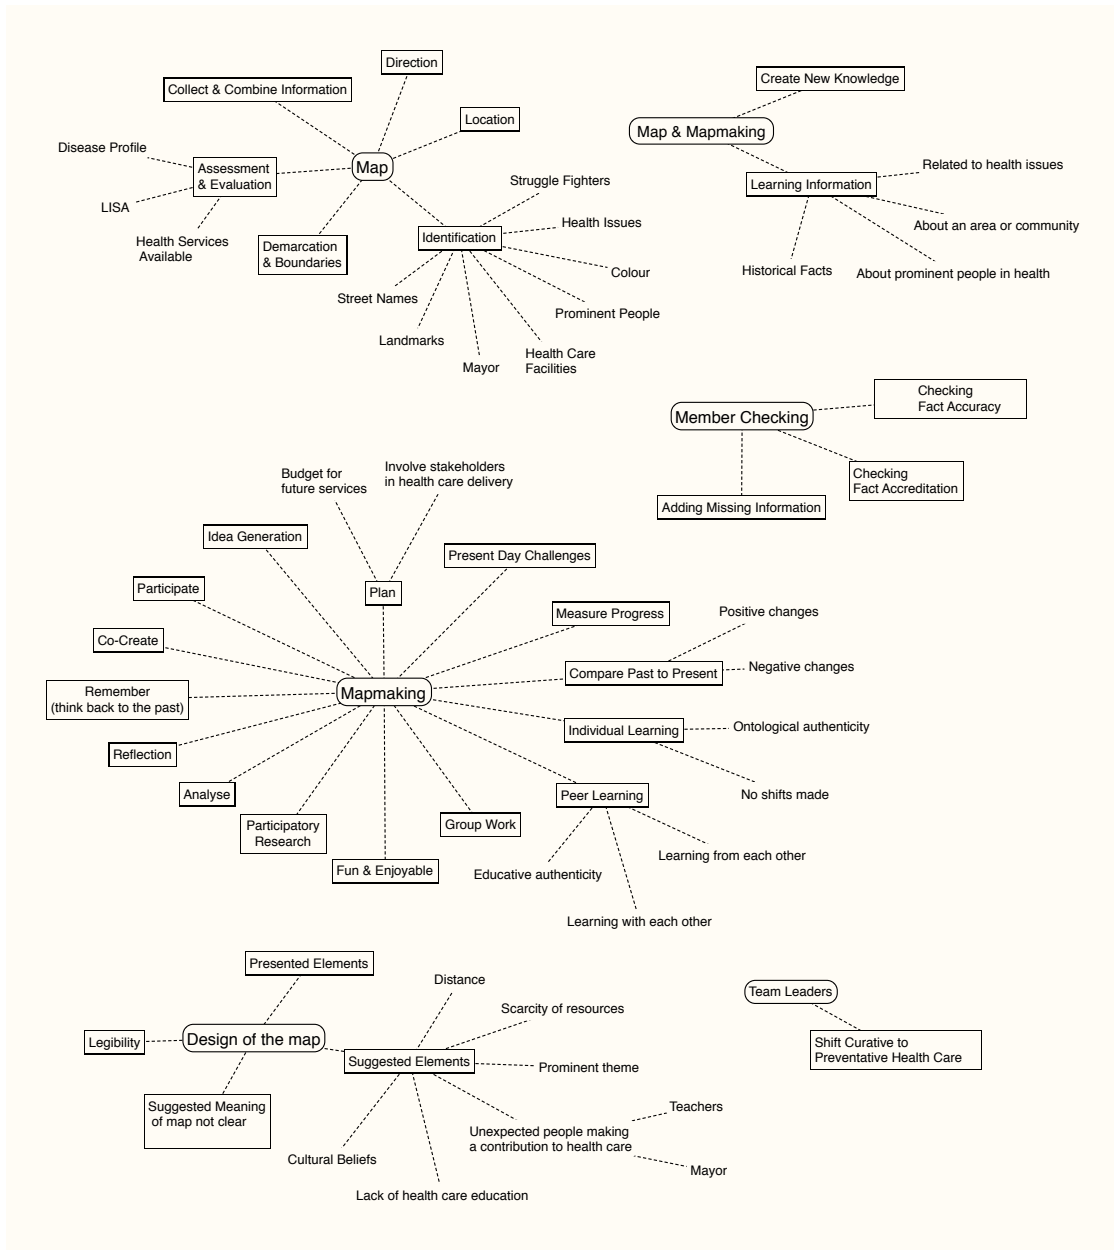 Direction
Collect & Combine Information
Location
Map
Disease Profile
Assessment
& Evaluation
LISA
Health Services
Available
Demarcation
& Boundaries
Identification
Struggle Fighters
Health Issues
Colour
Prominent People
Health Care
Facilities
Mayor
Landmarks
Street Names
Create New Knowledge
Map & Mapmaking
Learning Information
Related to health issues
About an area or community
About prominent people in health
Historical Facts
Member Checking
Checking
Fact Accuracy
Checking
Fact Accreditation
Adding Missing Information
Budget for
future services
Involve stakeholders
in health care delivery
Idea Generation
Present Day Challenges
Plan
Participate
Measure Progress
Positive changes
Co-Create
Compare Past to Present
Negative changes
Mapmaking
Remember
(think back to the past)
Individual Learning
Ontological authenticity
No shifts made
Reflection
Analyse
Peer Learning
Participatory
Research
Group Work
Fun & Enjoyable
Learning from each other
Educative authenticity
Learning with each other
Presented Elements
Distance
Scarcity of resources
Legibility
Design of the map
Suggested Elements
Prominent theme
Suggested Meaning
of map not clear
Unexpected people making
a contribution to health care
Teachers
Mayor
Cultural Beliefs
Lack of health care education
Team Leaders
Shift Curative to
Preventative Health Care